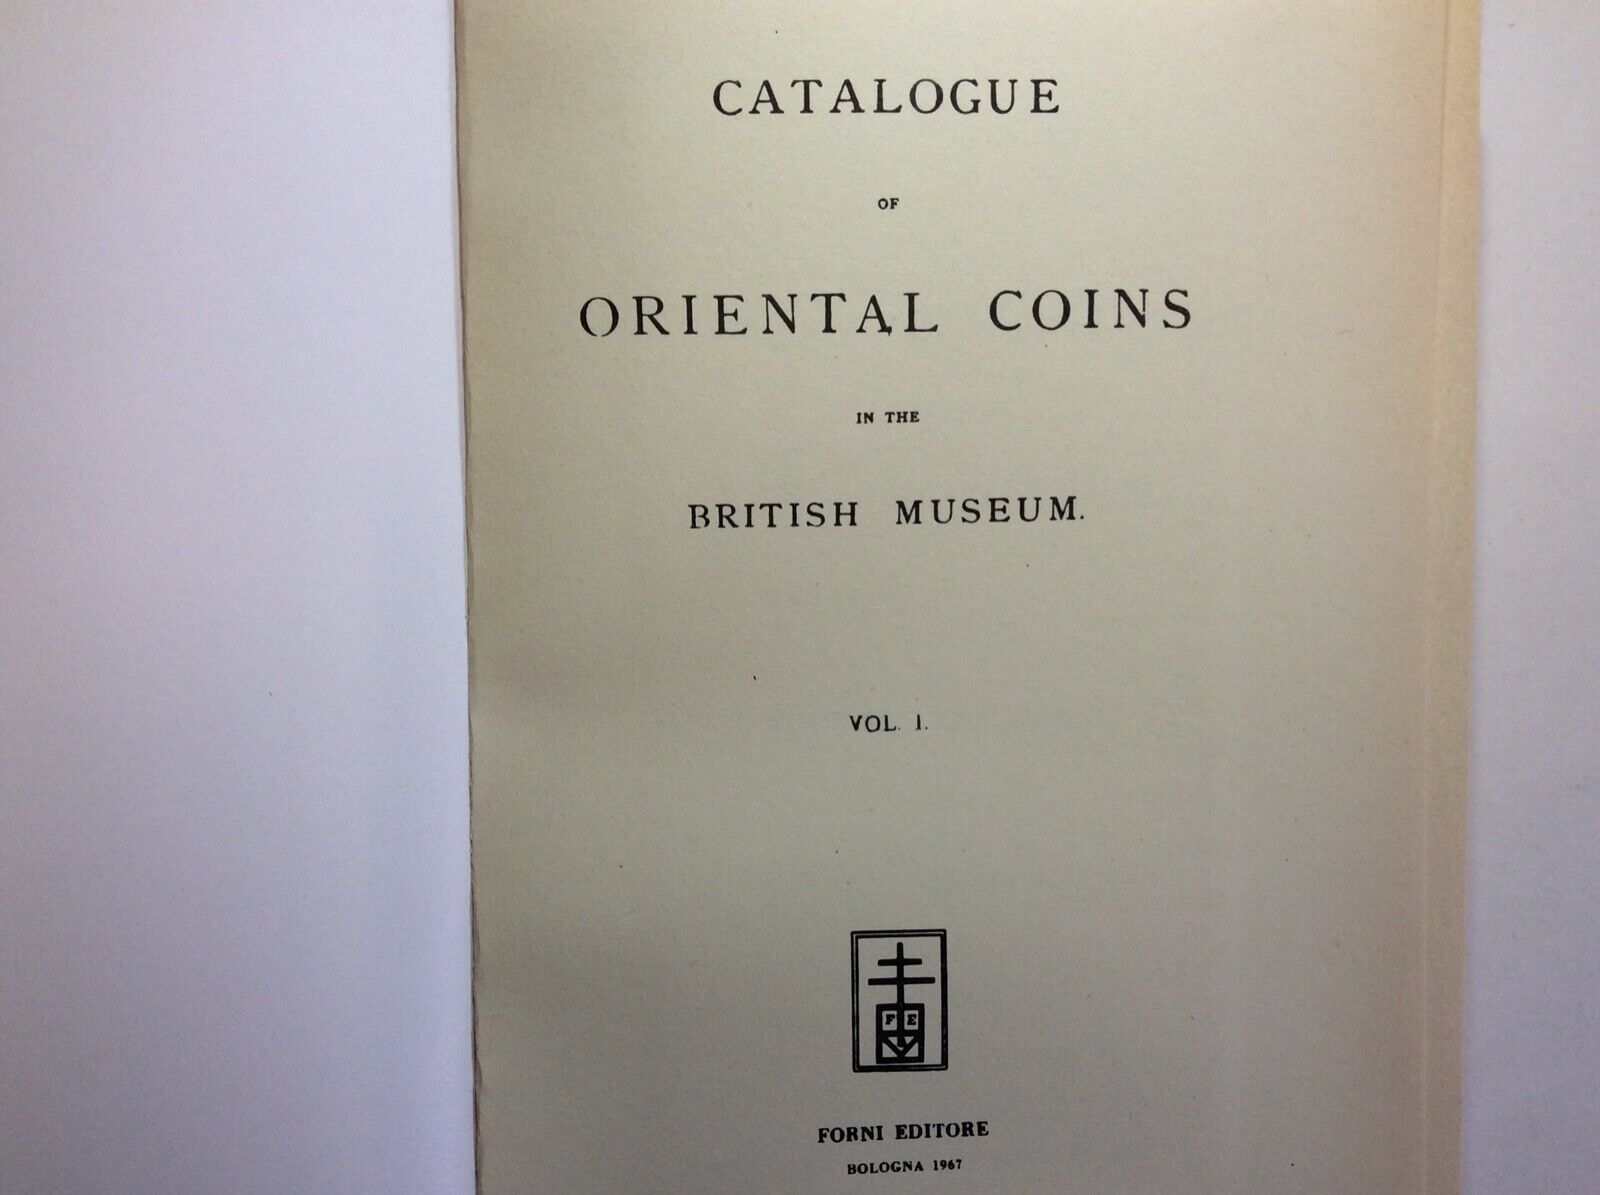 CATALOGUE
OF
ORIENTAL COINS
IN THE
BRITISH MUSEUM.
VOL. I.
F E
FORNI EDITORE
BOLOGNA 1967